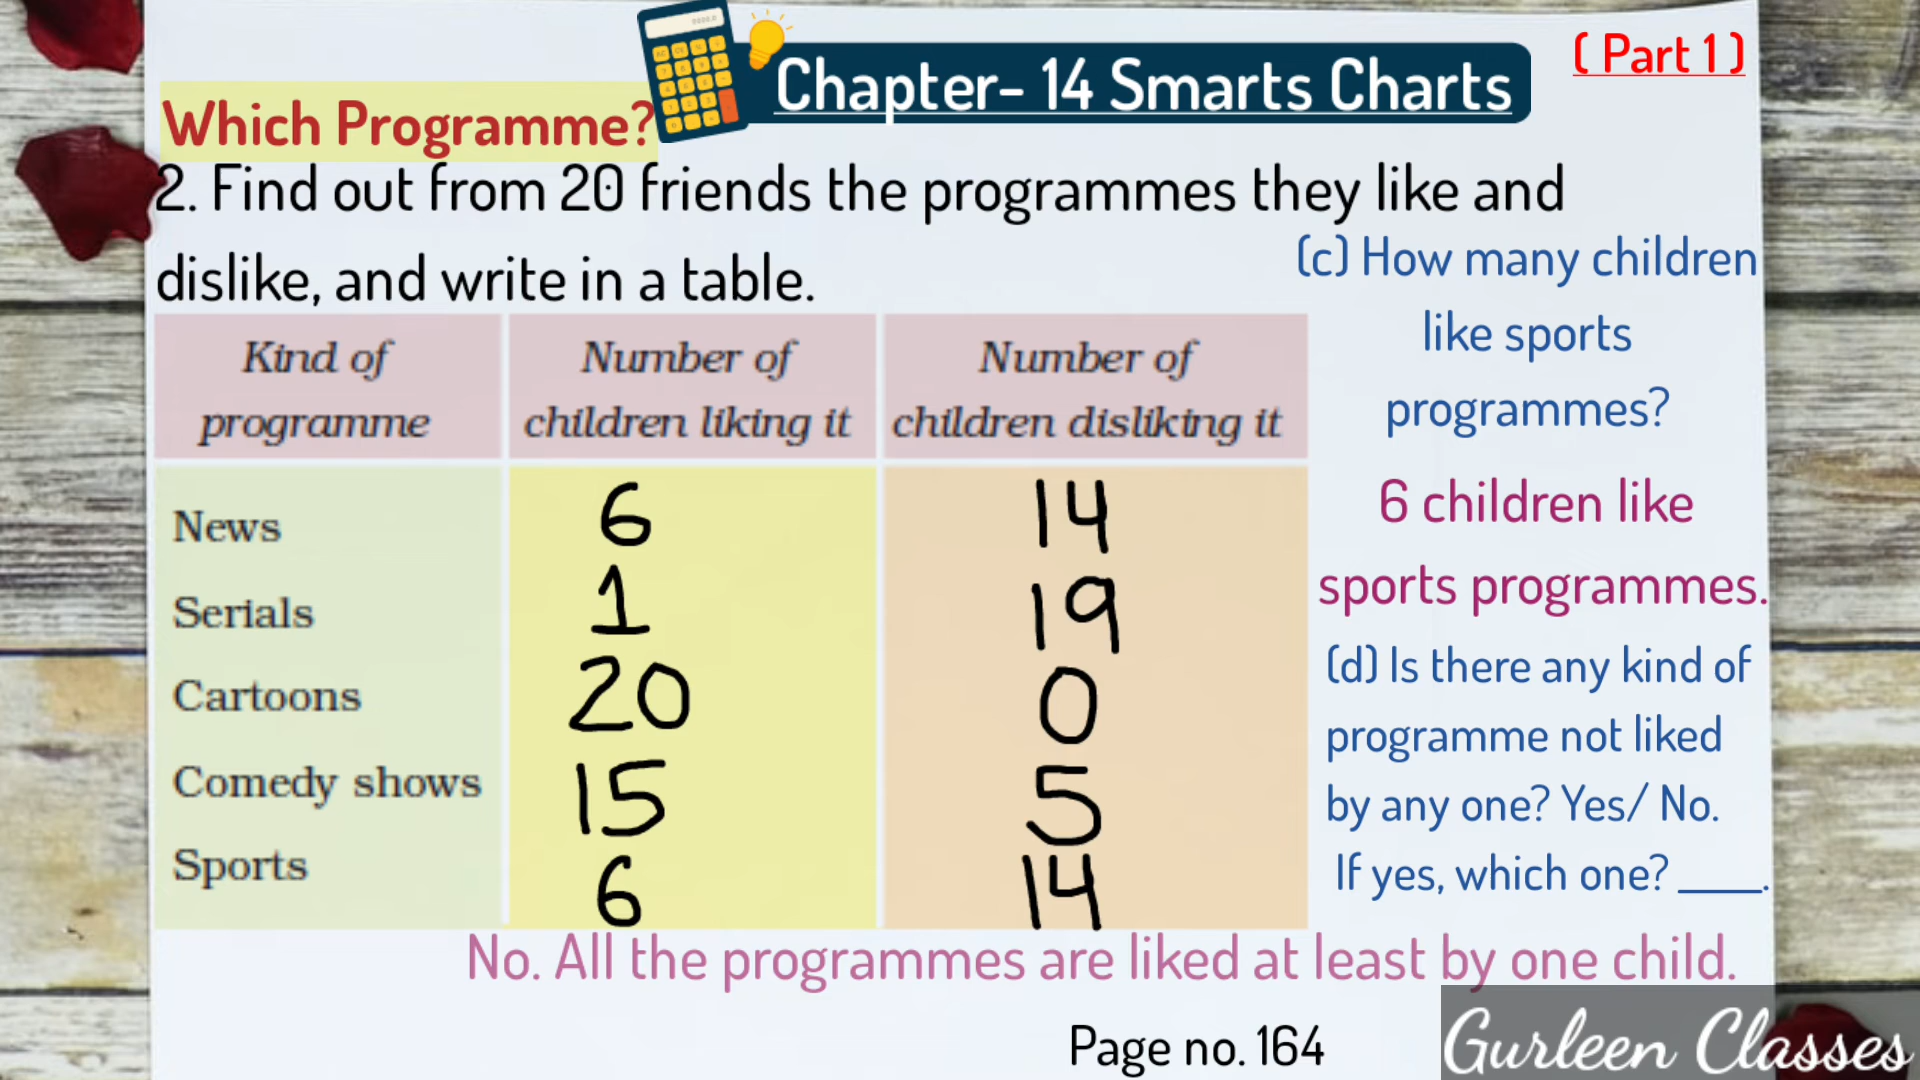 ( Part 1 )
Chapter- 14 Smarts Charts
Which Programme?
2. Find out from 20 friends the programmes they like and
dislike, and write in a table.
Kind of programme | Number of children liking it | Number of children disliking it
News 6 14
Serials 1 19
Cartoons 20 0
Comedy shows 15 5
Sports 6 14
(c) How many children
like sports
programmes?
6 children like
sports programmes.
(d) Is there any kind of
programme not liked
by any one? Yes/ No.
If yes, which one? ____.
No. All the programmes are liked at least by one child.
Page no. 164
Gurleen Classes